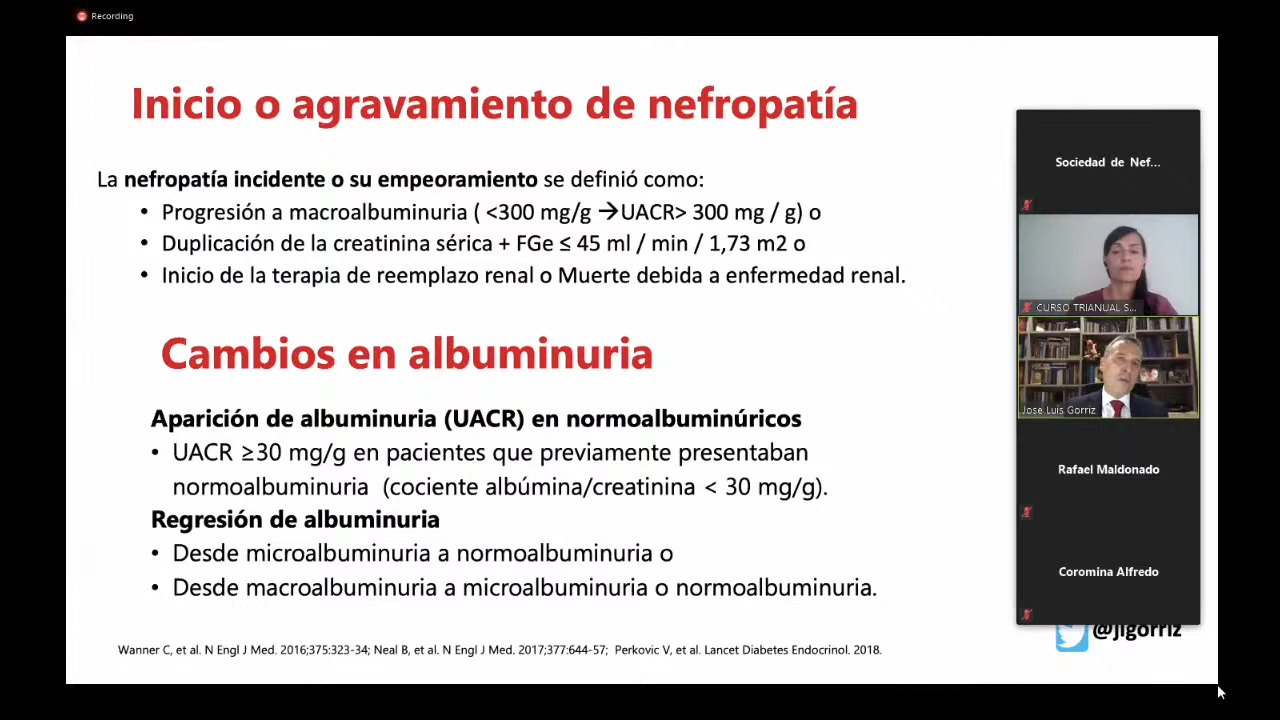 Recording
Inicio o agravamiento de nefropatía
La nefropatía incidente o su empeoramiento se definió como:
• Progresión a macroalbuminuria ( <300 mg/g →UACR> 300 mg / g) o
• Duplicación de la creatinina sérica + FGe ≤ 45 ml / min / 1,73 m2 o
• Inicio de la terapia de reemplazo renal o Muerte debida a enfermedad renal.
Cambios en albuminuria
Aparición de albuminuria (UACR) en normoalbuminúricos
• UACR ≥30 mg/g en pacientes que previamente presentaban
normoalbuminuria (cociente albúmina/creatinina < 30 mg/g).
Regresión de albuminuria
• Desde microalbuminuria a normoalbuminuria o
• Desde macroalbuminuria a microalbuminuria o normoalbuminuria.
Wanner C, et al. N Engl J Med. 2016;375:323-34; Neal B, et al. N Engl J Med. 2017;377:644-57; Perkovic V, et al. Lancet Diabetes Endocrinol. 2018.
Sociedad de Nef...
CURSO TRIANUAL S...
Jose Luis Gorriz
Rafael Maldonado
Coromina Alfredo
@jlgorriz